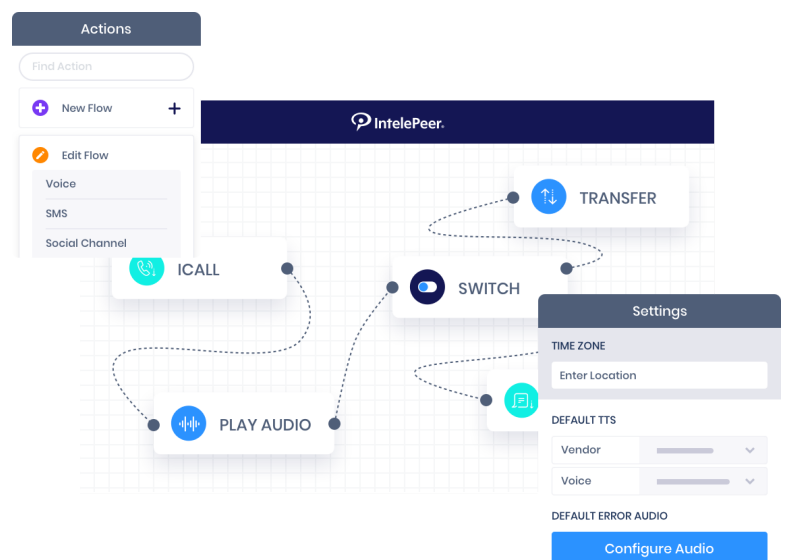 Actions
Find Action
New Flow
Edit Flow
Voice
SMS
Social Channel
IntelePeer.
TRANSFER
ICALL
SWITCH
PLAY AUDIO
Settings
TIME ZONE
Enter Location
DEFAULT TTS
Vendor
Voice
DEFAULT ERROR AUDIO
Configure Audio